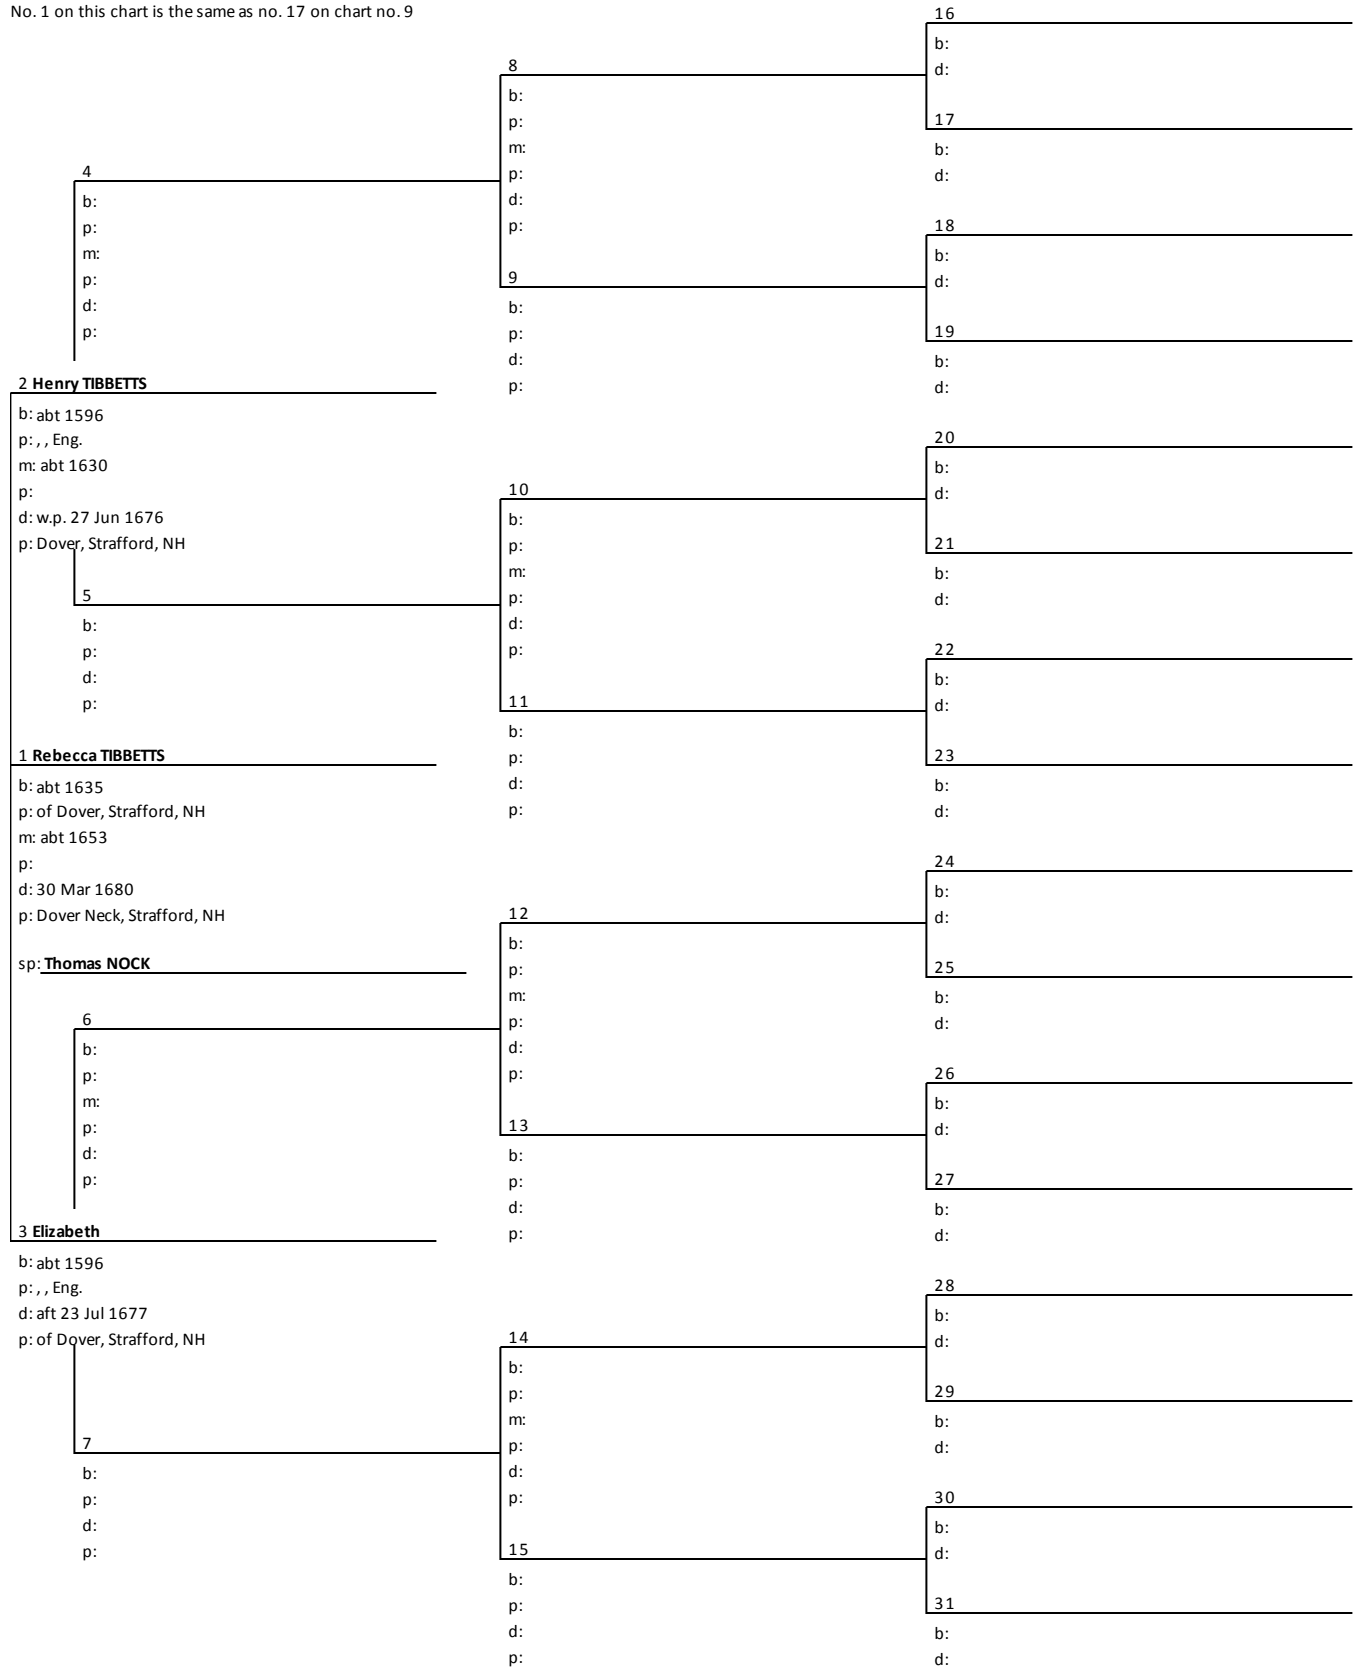 No. 1 on this chart is the same as no. 17 on chart no. 9
2 Henry TIBBETTS
b: abt 1596
p: , , Eng.
m: abt 1630
p:
d: w.p. 27 Jun 1676
p: Dover, Strafford, NH
1 Rebecca TIBBETTS
b: abt 1635
p: of Dover, Strafford, NH
m: abt 1653
p:
d: 30 Mar 1680
p: Dover Neck, Strafford, NH
sp: Thomas NOCK
3 Elizabeth
b: abt 1596
p: , , Eng.
d: aft 23 Jul 1677
p: of Dover, Strafford, NH
4
b:
p:
m:
p:
d:
p:
5
b:
p:
d:
p:
6
b:
p:
m:
p:
d:
p:
7
b:
p:
d:
p:
8
b:
p:
m:
p:
d:
p:
9
b:
p:
d:
p:
10
b:
p:
m:
p:
d:
p:
11
b:
p:
d:
p:
12
b:
p:
m:
p:
d:
p:
13
b:
p:
d:
p:
14
b:
p:
m:
p:
d:
p:
15
b:
p:
d:
p:
16
b:
d:
17
b:
d:
18
b:
d:
19
b:
d:
20
b:
d:
21
b:
d:
22
b:
d:
23
b:
d:
24
b:
d:
25
b:
d:
26
b:
d:
27
b:
d:
28
b:
d:
29
b:
d:
30
b:
d:
31
b:
d: